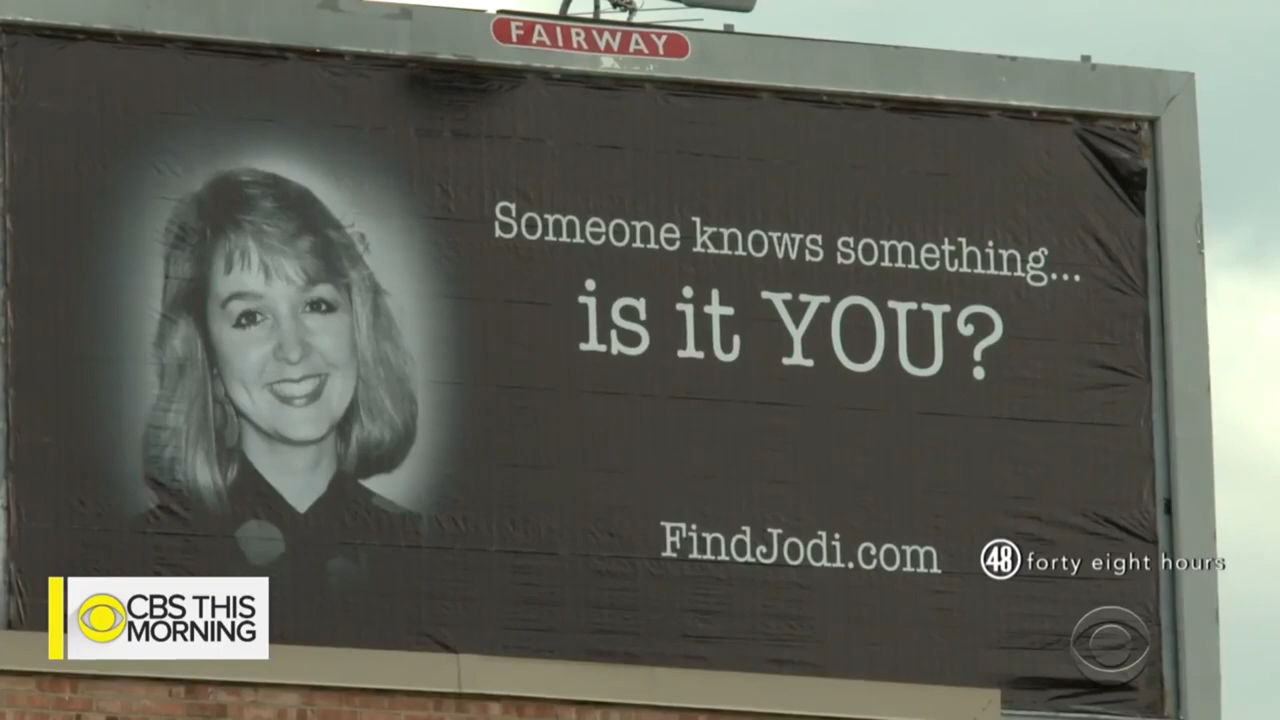 FAIRWAY
Someone knows something...
is it YOU?
FindJodi.com
48 forty eight hours
CBS THIS
MORNING